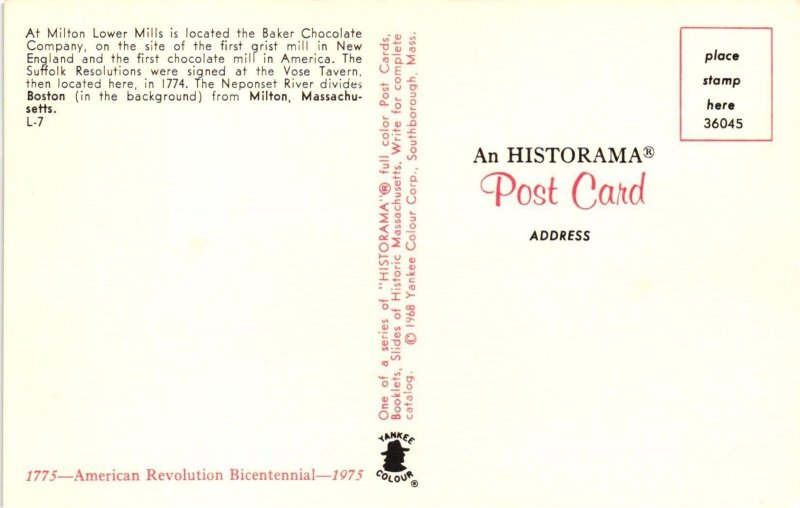 At Milton Lower Mills is located the Baker Chocolate
Company, on the site of the first grist mill in New
England and the first chocolate mill in America. The
Suffolk Resolutions were signed at the Vose Tavern,
then located here, in 1774. The Neponset River divides
Boston (in the background) from Milton, Massachu-
setts.
L-7
One of a series of "HISTORAMA"® full color Post Cards,
Booklets, Slides of Historic Massachusetts. Write for complete
catalog. © 1968 Yankee Colour Corp., Southborough, Mass.
YANKEE
COLOUR®
1775—American Revolution Bicentennial—1975
place
stamp
here
36045
An HISTORAMA®
Post Card
ADDRESS